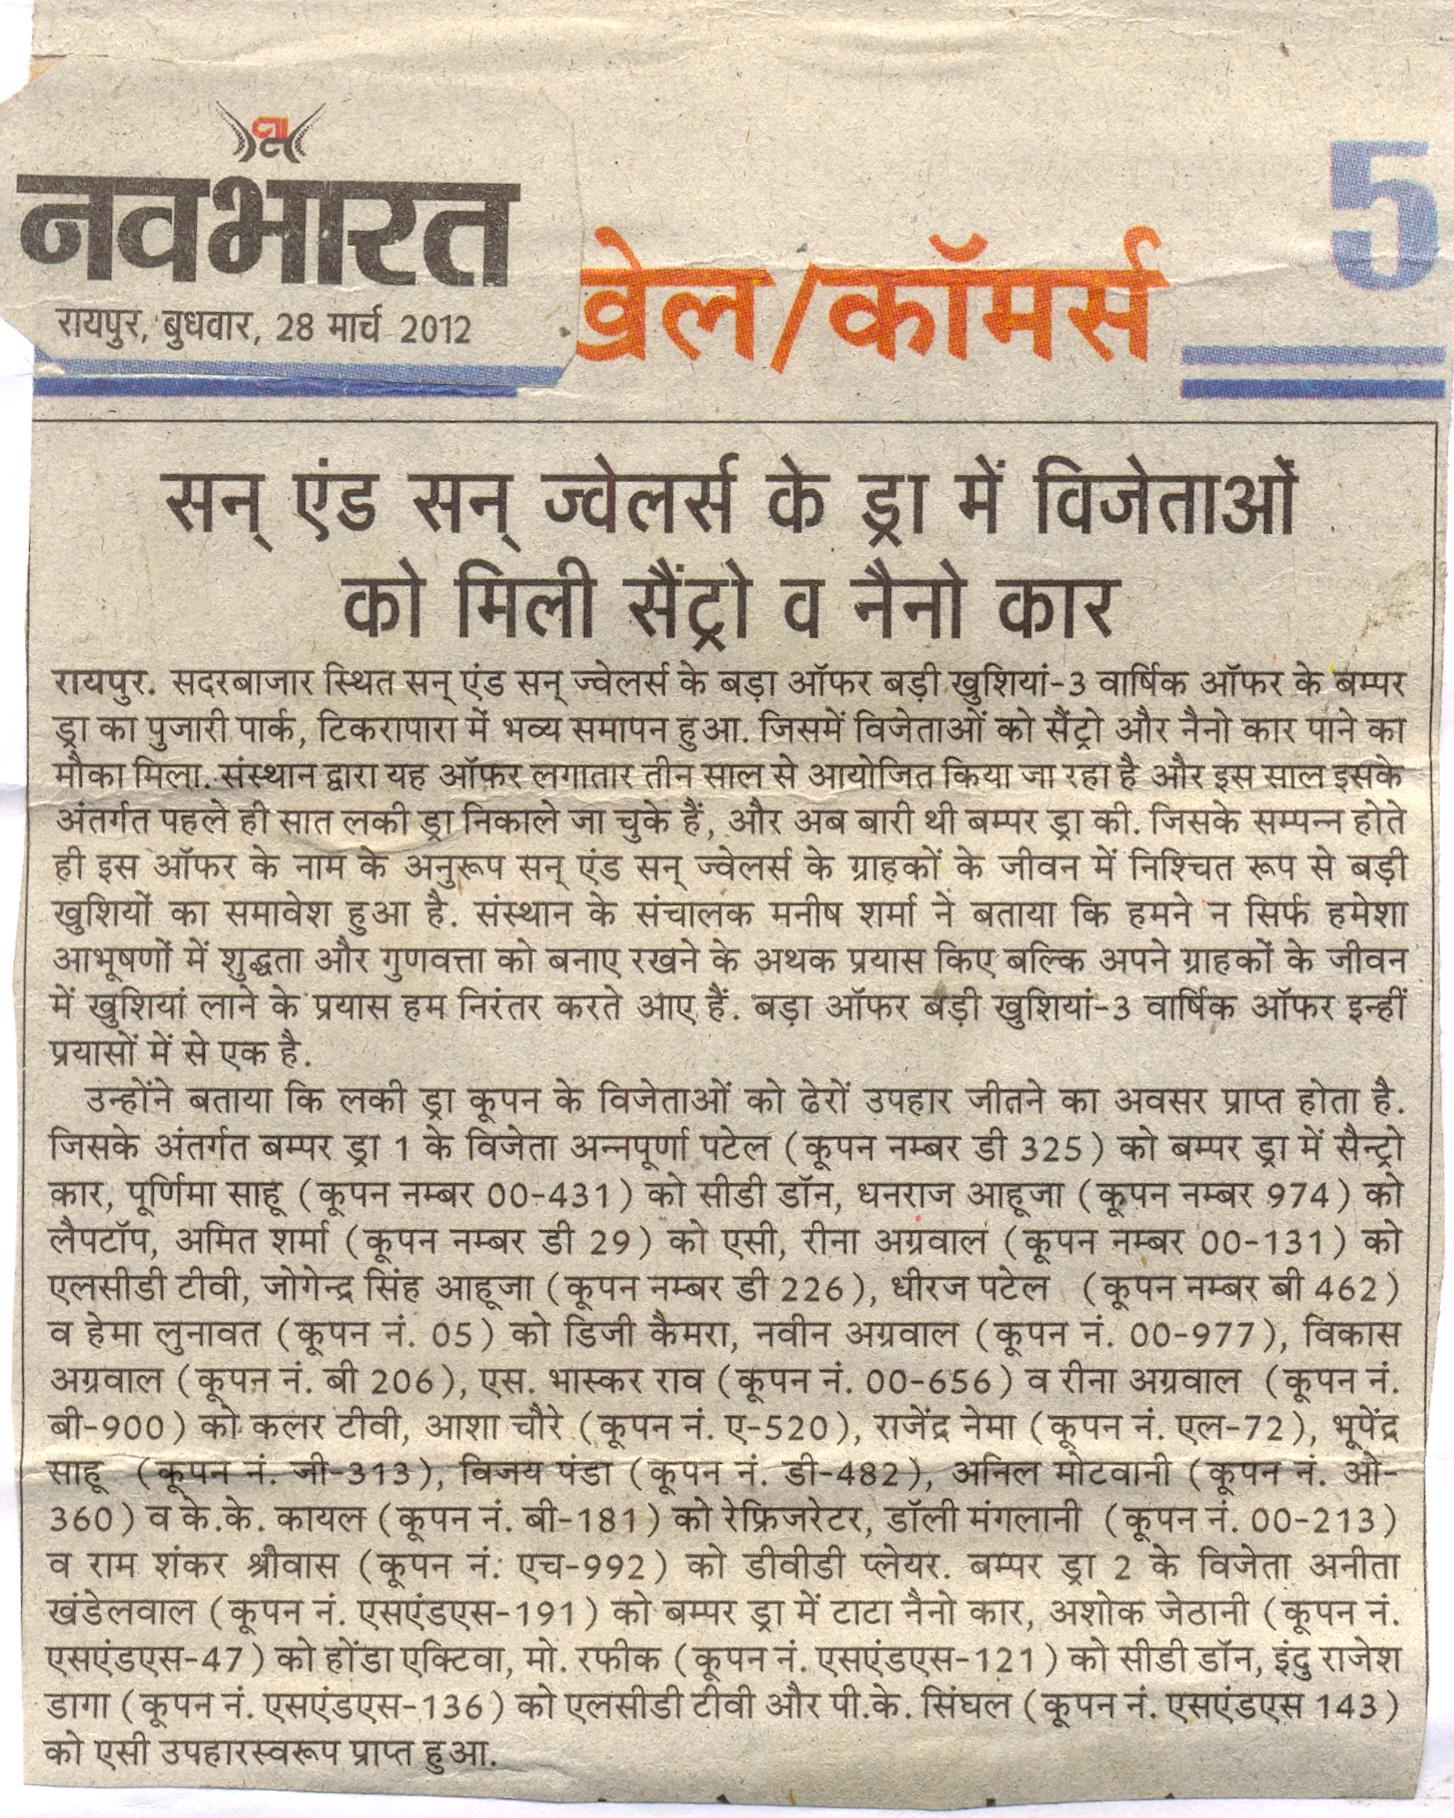 नवभारत
रायपुर, बुधवार, 28 मार्च 2012
खेल/कॉमर्स
5
सन् एंड सन् ज्वेलर्स के ड्रा में विजेताओं
को मिली सैंट्रो व नैनो कार
रायपुर. सदरबाजार स्थित सन् एंड सन् ज्वेलर्स के बड़ा ऑफर बड़ी खुशियां-3 वार्षिक ऑफर के बम्पर
ड्रा का पुजारी पार्क, टिकरापारा में भव्य समापन हुआ. जिसमें विजेताओं को सैंट्रो और नैनो कार पाने का
मौका मिला. संस्थान द्वारा यह ऑफर लगातार तीन साल से आयोजित किया जा रहा है और इस साल इसके
अंतर्गत पहले ही सात लकी ड्रा निकाले जा चुके हैं, और अब बारी थी बम्पर ड्रा की. जिसके सम्पन्न होते
ही इस ऑफर के नाम के अनुरूप सन् एंड सन् ज्वेलर्स के ग्राहकों के जीवन में निश्चित रूप से बड़ी
खुशियों का समावेश हुआ है. संस्थान के संचालक मनीष शर्मा ने बताया कि हमने न सिर्फ हमेशा
आभूषणों में शुद्धता और गुणवत्ता को बनाए रखने के अथक प्रयास किए बल्कि अपने ग्राहकों के जीवन
में खुशियां लाने के प्रयास हम निरंतर करते आए हैं. बड़ा ऑफर बड़ी खुशियां-3 वार्षिक ऑफर इन्हीं
प्रयासों में से एक है.
उन्होंने बताया कि लकी ड्रा कूपन के विजेताओं को ढेरों उपहार जीतने का अवसर प्राप्त होता है.
जिसके अंतर्गत बम्पर ड्रा 1 के विजेता अन्नपूर्णा पटेल (कूपन नम्बर डी 325) को बम्पर ड्रा में सैन्ट्रो
कार, पूर्णिमा साहू (कूपन नम्बर 00-431) को सीडी डॉन, धनराज आहूजा (कूपन नम्बर 974) को
लैपटॉप, अमित शर्मा (कूपन नम्बर डी 29) को एसी, रीना अग्रवाल (कूपन नम्बर 00-131) को
एलसीडी टीवी, जोगेन्द्र सिंह आहूजा (कूपन नम्बर डी 226), धीरज पटेल (कूपन नम्बर बी 462)
व हेमा लुनावत (कूपन नं. 05) को डिजी कैमरा, नवीन अग्रवाल (कूपन नं. 00-977), विकास
अग्रवाल (कूपन नं. बी 206), एस. भास्कर राव (कूपन नं. 00-656) व रीना अग्रवाल (कूपन नं.
बी-900) को कलर टीवी, आशा चौरे (कूपन नं. ए-520), राजेंद्र नेमा (कूपन नं. एल-72), भूपेंद्र
साहू (कूपन नं. जी-313), विजय पंडा (कूपन नं. डी-482), अनिल मोटवानी (कूपन नं. ओ-
360) व के.के. कायल (कूपन नं. बी-181) को रेफ्रिजरेटर, डॉली मंगलानी (कूपन नं. 00-213)
व राम शंकर श्रीवास (कूपन नं: एच-992) को डीवीडी प्लेयर. बम्पर ड्रा 2 के विजेता अनीता
खंडेलवाल (कूपन नं. एसएंडएस-191) को बम्पर ड्रा में टाटा नैनो कार, अशोक जेठानी (कूपन नं.
एसएंडएस-47) को होंडा एक्टिवा, मो. रफीक (कूपन नं. एसएंडएस-121) को सीडी डॉन, इंदु राजेश
डागा (कूपन नं. एसएंडएस-136) को एलसीडी टीवी और पी.के. सिंघल (कूपन नं. एसएंडएस 143)
को एसी उपहारस्वरूप प्राप्त हुआ.